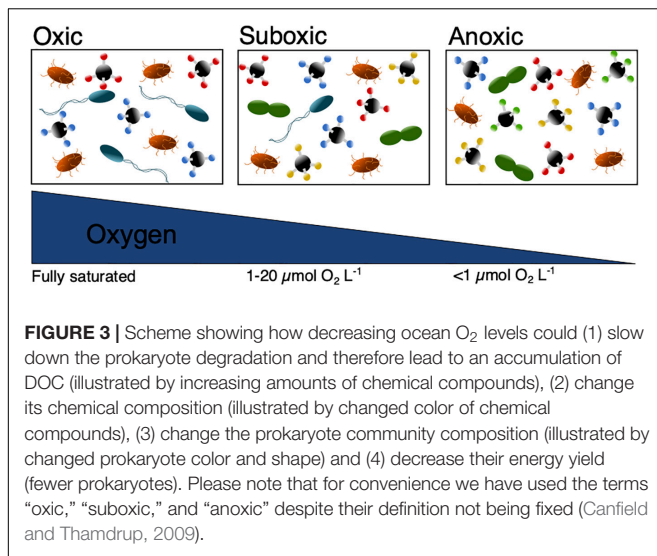 Oxic Suboxic Anoxic
Oxygen
Fully saturated 1-20 µmol O₂ L⁻¹ <1 µmol O₂ L⁻¹
FIGURE 3 | Scheme showing how decreasing ocean O₂ levels could (1) slow
down the prokaryote degradation and therefore lead to an accumulation of
DOC (illustrated by increasing amounts of chemical compounds), (2) change
its chemical composition (illustrated by changed color of chemical
compounds), (3) change the prokaryote community composition (illustrated by
changed prokaryote color and shape) and (4) decrease their energy yield
(fewer prokaryotes). Please note that for convenience we have used the terms
“oxic,” “suboxic,” and “anoxic” despite their definition not being fixed (Canfield
and Thamdrup, 2009).